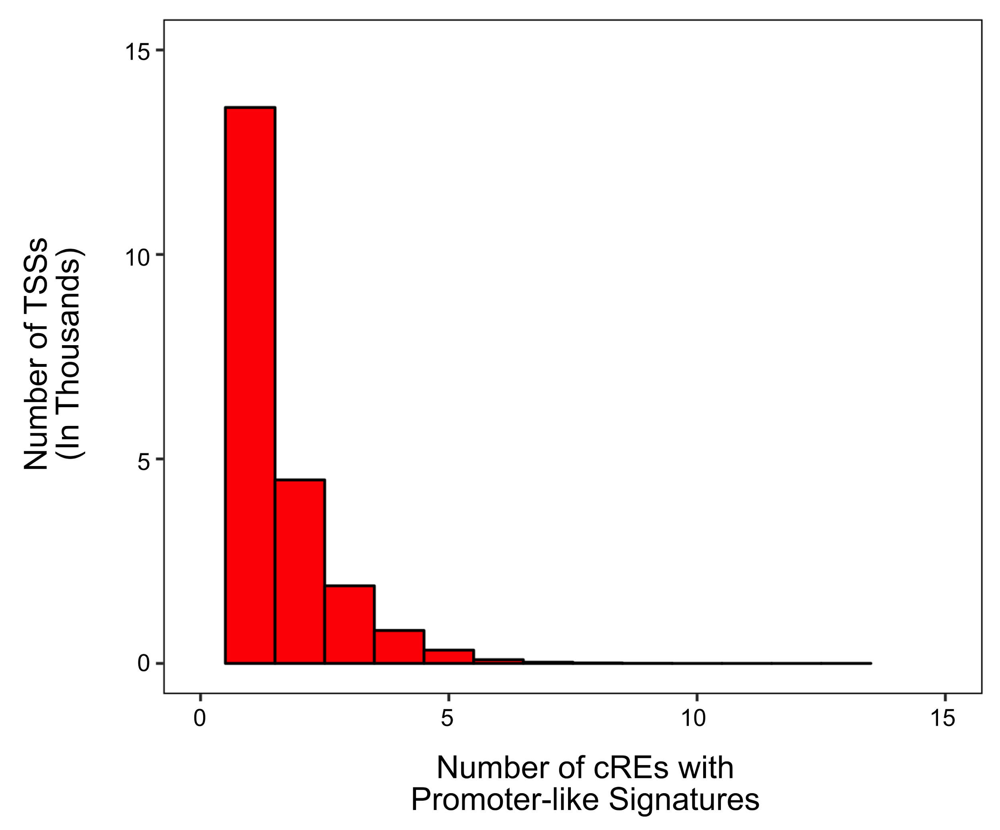 Number of TSSs
(In Thousands)
15
10
5
0
0 5 10 15
Number of cREs with
Promoter-like Signatures